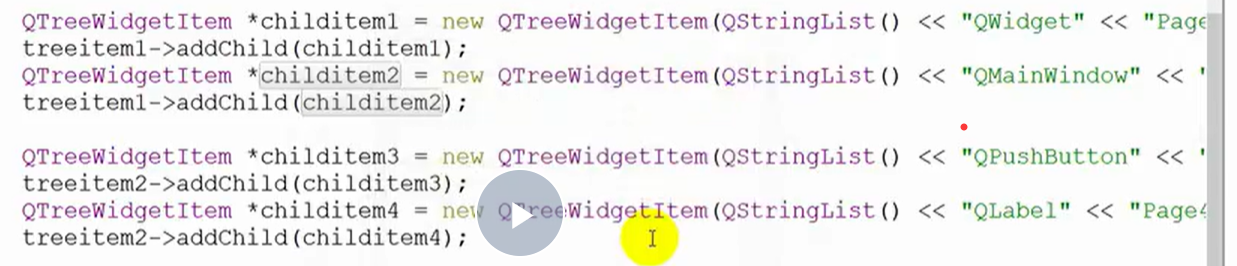 QTreeWidgetItem *childitem1 = new QTreeWidgetItem(QStringList() << "QWidget" << "Page
treeitem1->addChild(childitem1);
QTreeWidgetItem *childitem2 = new QTreeWidgetItem(QStringList() << "QMainWindow" << "
treeitem1->addChild(childitem2);
QTreeWidgetItem *childitem3 = new QTreeWidgetItem(QStringList() << "QPushButton" << "
treeitem2->addChild(childitem3);
QTreeWidgetItem *childitem4 = new QTreeWidgetItem(QStringList() << "QLabel" << "Page4
treeitem2->addChild(childitem4);